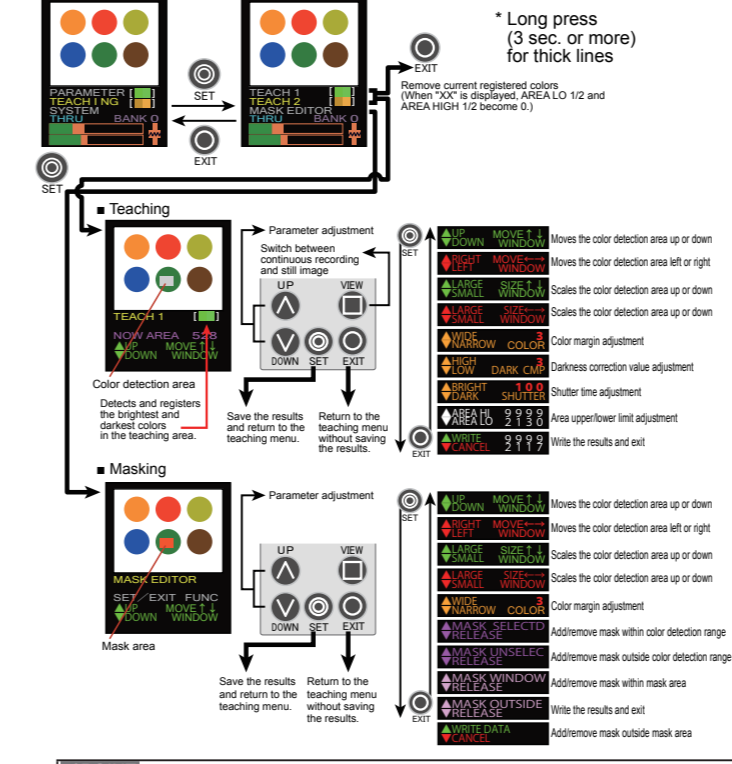 * Long press
(3 sec. or more)
for thick lines
PARAMETER [ ]
TEACHING [ ]
SYSTEM
THRU BANK 0
SET
EXIT
TEACH 1 [ ]
TEACH 2 [ ]
MASK EDITOR
THRU BANK 0
EXIT
Remove current registered colors
(When "XX" is displayed, AREA LO 1/2 and
AREA HIGH 1/2 become 0.)
SET
■ Teaching
TEACH 1 [ ]
NOW AREA 528
▲UP MOVE↑↓
▼DOWN WINDOW
Color detection area
Detects and registers
the brightest and
darkest colors
in the teaching area.
Parameter adjustment
Switch between
continuous recording
and still image
UP VIEW
DOWN SET EXIT
Save the results
and return to the
teaching menu.
Return to the
teaching menu
without saving
the results.
SET
EXIT
▲UP MOVE↑↓
▼DOWN WINDOW
Moves the color detection area up or down
RIGHT MOVE←→
LEFT WINDOW
Moves the color detection area left or right
▲LARGE SIZE↑↓
▼SMALL WINDOW
Scales the color detection area up or down
▲LARGE SIZE←→
▼SMALL WINDOW
Scales the color detection area up or down
▲WIDE 3
▼NARROW COLOR
Color margin adjustment
▲HIGH 3
▼LOW DARK CMP
Darkness correction value adjustment
▲BRIGHT 100
▼DARK SHUTTER
Shutter time adjustment
▲AREA HI 9999
▼AREA LO 2130
Area upper/lower limit adjustment
▲WRITE 9999
▼CANCEL 2117
Write the results and exit
■ Masking
MASK EDITOR
SET/EXIT FUNC
▲UP MOVE↑↓
▼DOWN WINDOW
Mask area
Parameter adjustment
UP VIEW
DOWN SET EXIT
Save the results
and return to the
teaching menu.
Return to the
teaching menu
without saving
the results.
SET
EXIT
▲UP MOVE↑↓
▼DOWN WINDOW
Moves the color detection area up or down
▲RIGHT MOVE←→
▼LEFT WINDOW
Moves the color detection area left or right
▲LARGE SIZE↑↓
▼SMALL WINDOW
Scales the color detection area up or down
▲LARGE SIZE←→
▼SMALL WINDOW
Scales the color detection area up or down
▲WIDE 3
▼NARROW COLOR
Color margin adjustment
▲MASK SELECTD
▼RELEASE
Add/remove mask within color detection range
▲MASK UNSELEC
▼RELEASE
Add/remove mask outside color detection range
▲MASK WINDOW
▼RELEASE
Add/remove mask within mask area
▲MASK OUTSIDE
▼RELEASE
Write the results and exit
▲WRITE DATA
▼CANCEL
Add/remove mask outside mask area